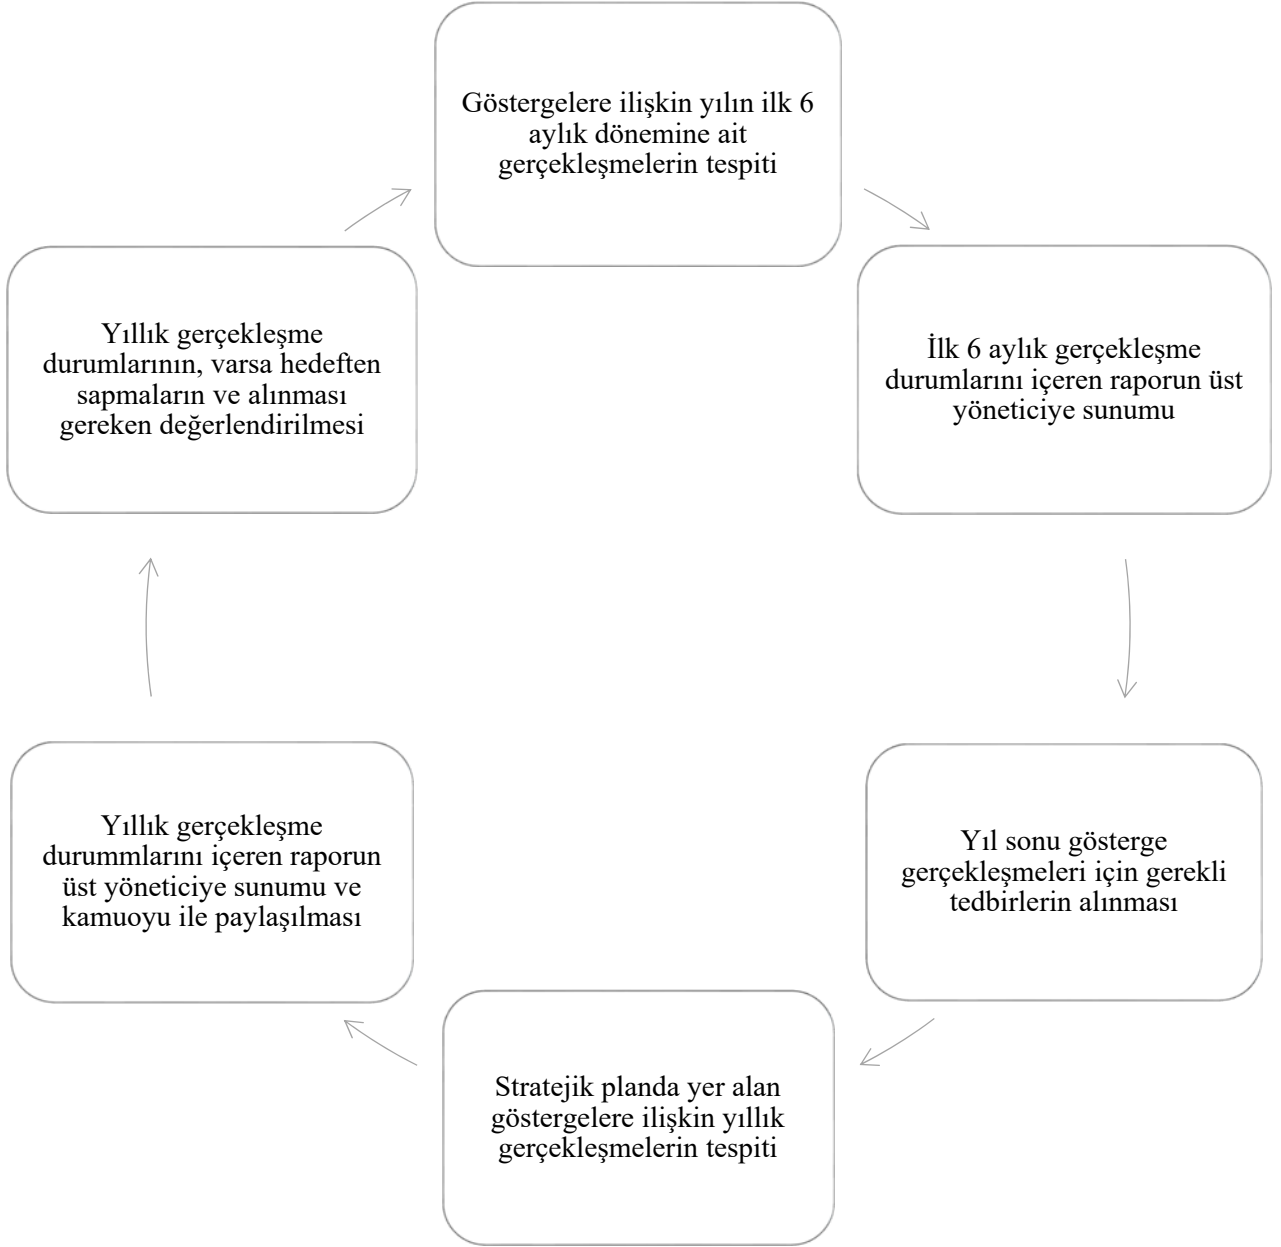 Göstergelere ilişkin yılın ilk 6
aylık dönemine ait
gerçekleşmelerin tespiti
İlk 6 aylık gerçekleşme
durumlarını içeren raporun üst
yöneticiye sunumu
Yıl sonu gösterge
gerçekleşmeleri için gerekli
tedbirlerin alınması
Stratejik planda yer alan
göstergelere ilişkin yıllık
gerçekleşmelerin tespiti
Yıllık gerçekleşme
durummlarını içeren raporun
üst yöneticiye sunumu ve
kamuoyu ile paylaşılması
Yıllık gerçekleşme
durumlarının, varsa hedeften
sapmaların ve alınması
gereken değerlendirilmesi